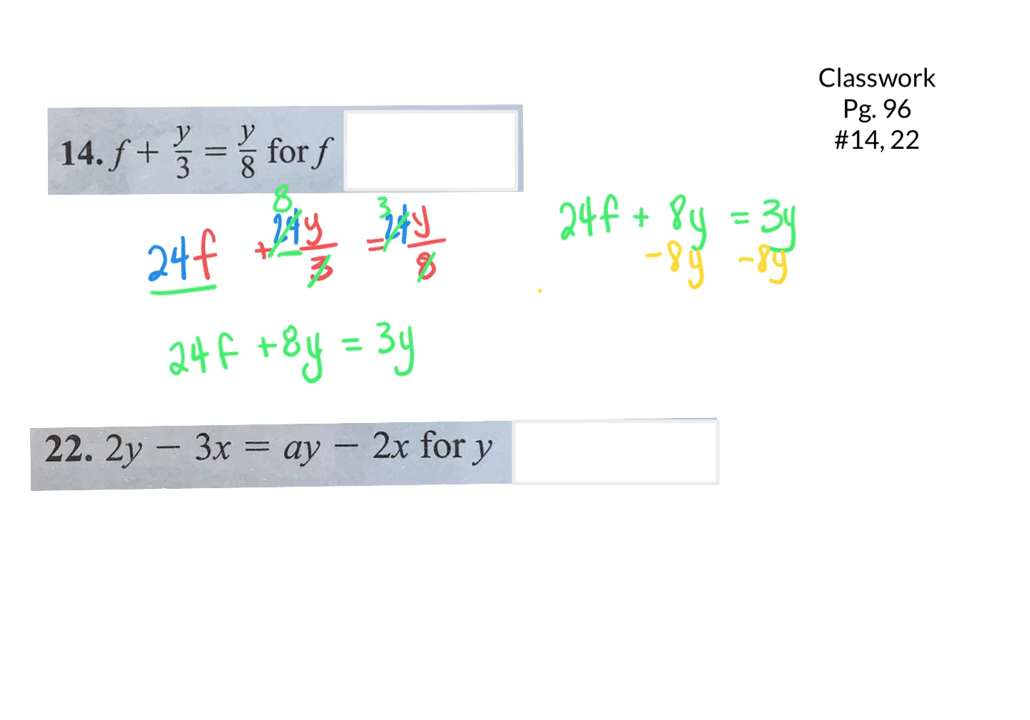 Classwork
Pg. 96
#14, 22
14. f + y/3 = y/8 for f
8 3
24f + 24y/3 = 24y/8
24f + 8y = 3y
24f + 8y = 3y
-8y -8y
22. 2y − 3x = ay − 2x for y